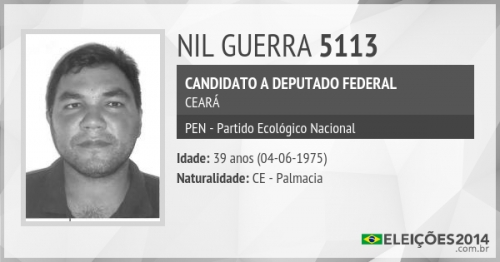 NIL GUERRA 5113
CANDIDATO A DEPUTADO FEDERAL
CEARÁ
PEN - Partido Ecológico Nacional
Idade: 39 anos (04-06-1975)
Naturalidade: CE - Palmacia
ELEIÇÕES2014
.com.br